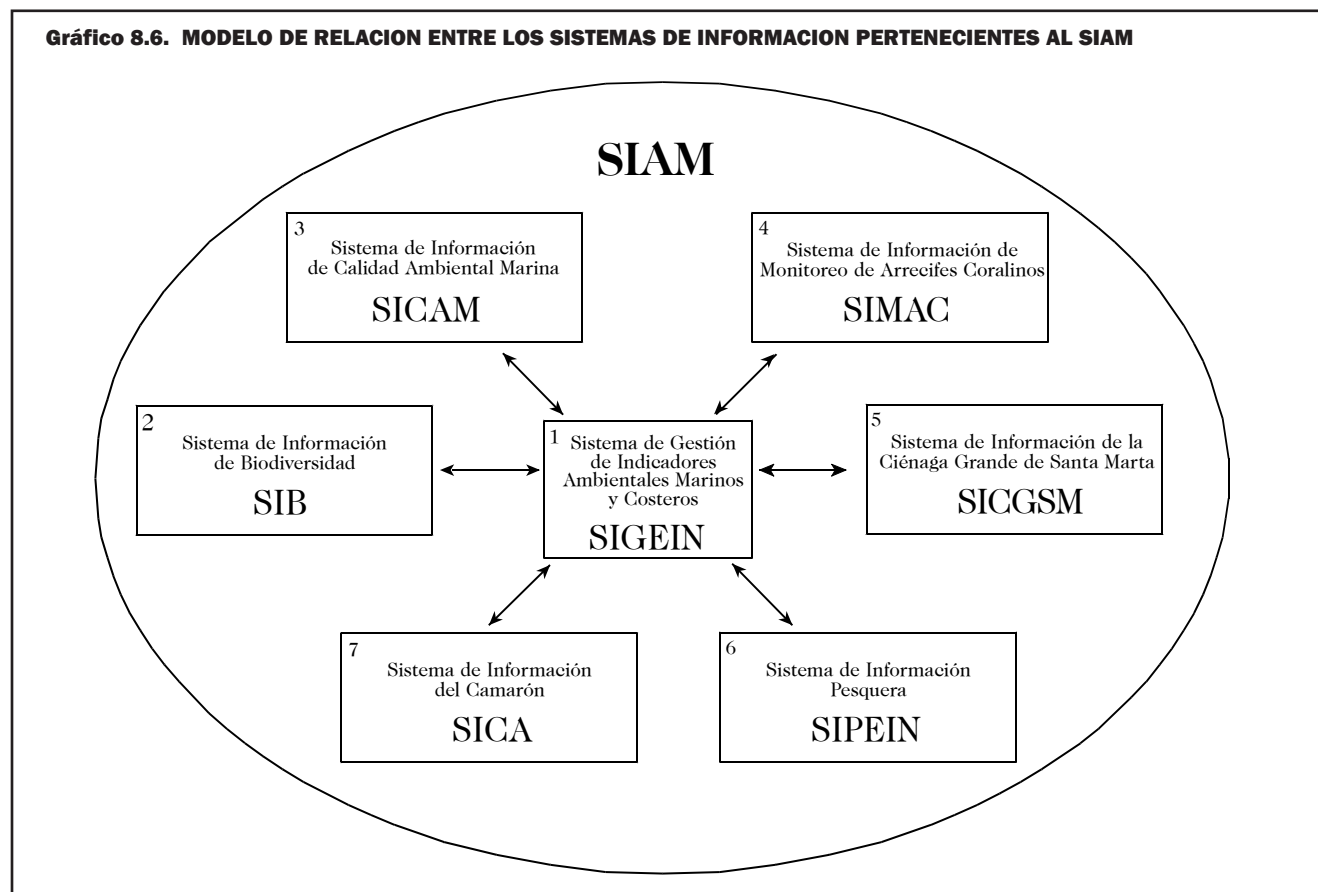 Gráfico 8.6. MODELO DE RELACION ENTRE LOS SISTEMAS DE INFORMACION PERTENECIENTES AL SIAM
SIAM
3
Sistema de Información
de Calidad Ambiental Marina
SICAM
4
Sistema de Información de
Monitoreo de Arrecifes Coralinos
SIMAC
2
Sistema de Información
de Biodiversidad
SIB
1
Sistema de Gestión
de Indicadores
Ambientales Marinos
y Costeros
SIGEIN
5
Sistema de Información de la
Ciénaga Grande de Santa Marta
SICGSM
7
Sistema de Información
del Camarón
SICA
6
Sistema de Información
Pesquera
SIPEIN